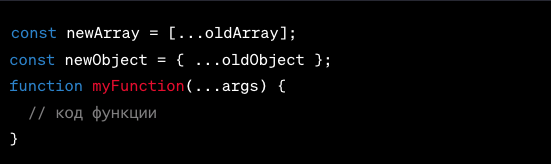 const newArray = [...oldArray];
const newObject = { ...oldObject };
function myFunction(...args) {
  // код функции
}